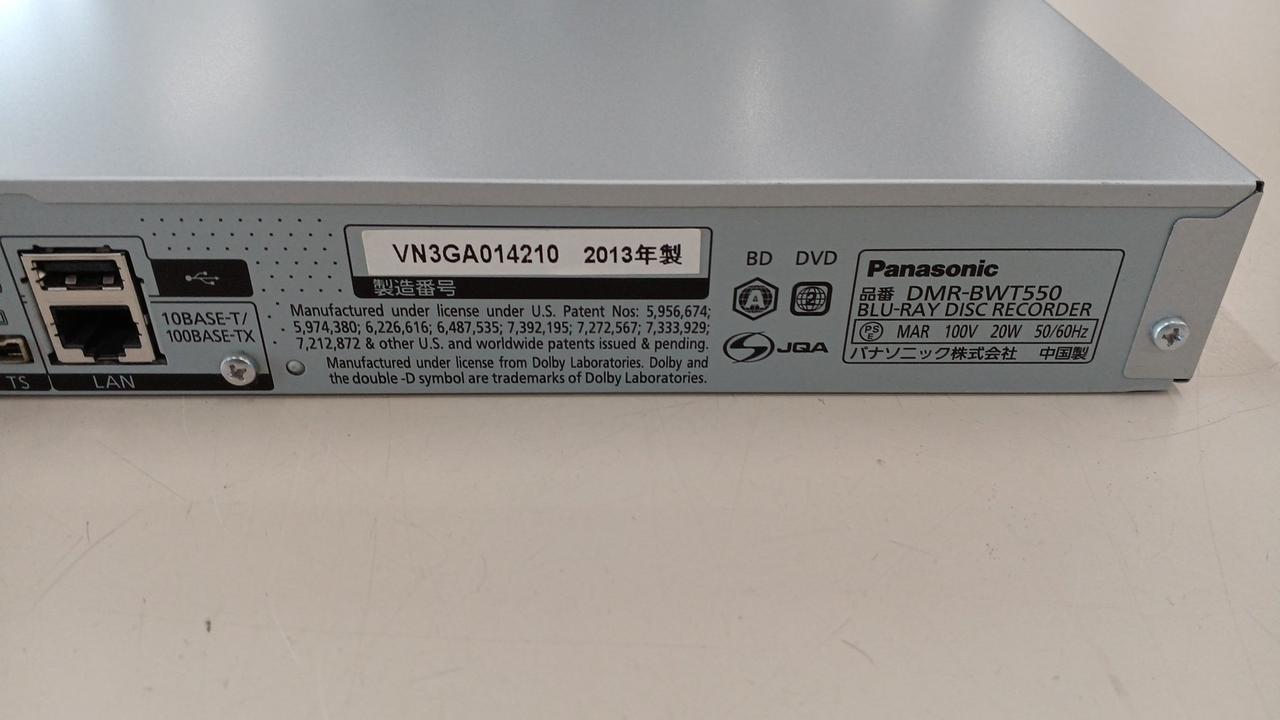 VN3GA014210 2013年製
製造番号
10BASE-T/
100BASE-TX
TS
LAN
Manufactured under license under U.S. Patent Nos: 5,956,674;
5,974,380; 6,226,616; 6,487,535; 7,392,195; 7,272,567; 7,333,929;
7,212,872 & other U.S. and worldwide patents issued & pending.
Manufactured under license from Dolby Laboratories. Dolby and
the double -D symbol are trademarks of Dolby Laboratories.
BD DVD
A 2
JQA
Panasonic
品番 DMR-BWT550
BLU-RAY DISC RECORDER
PSE MAR 100V 20W 50/60Hz
パナソニック株式会社 中国製